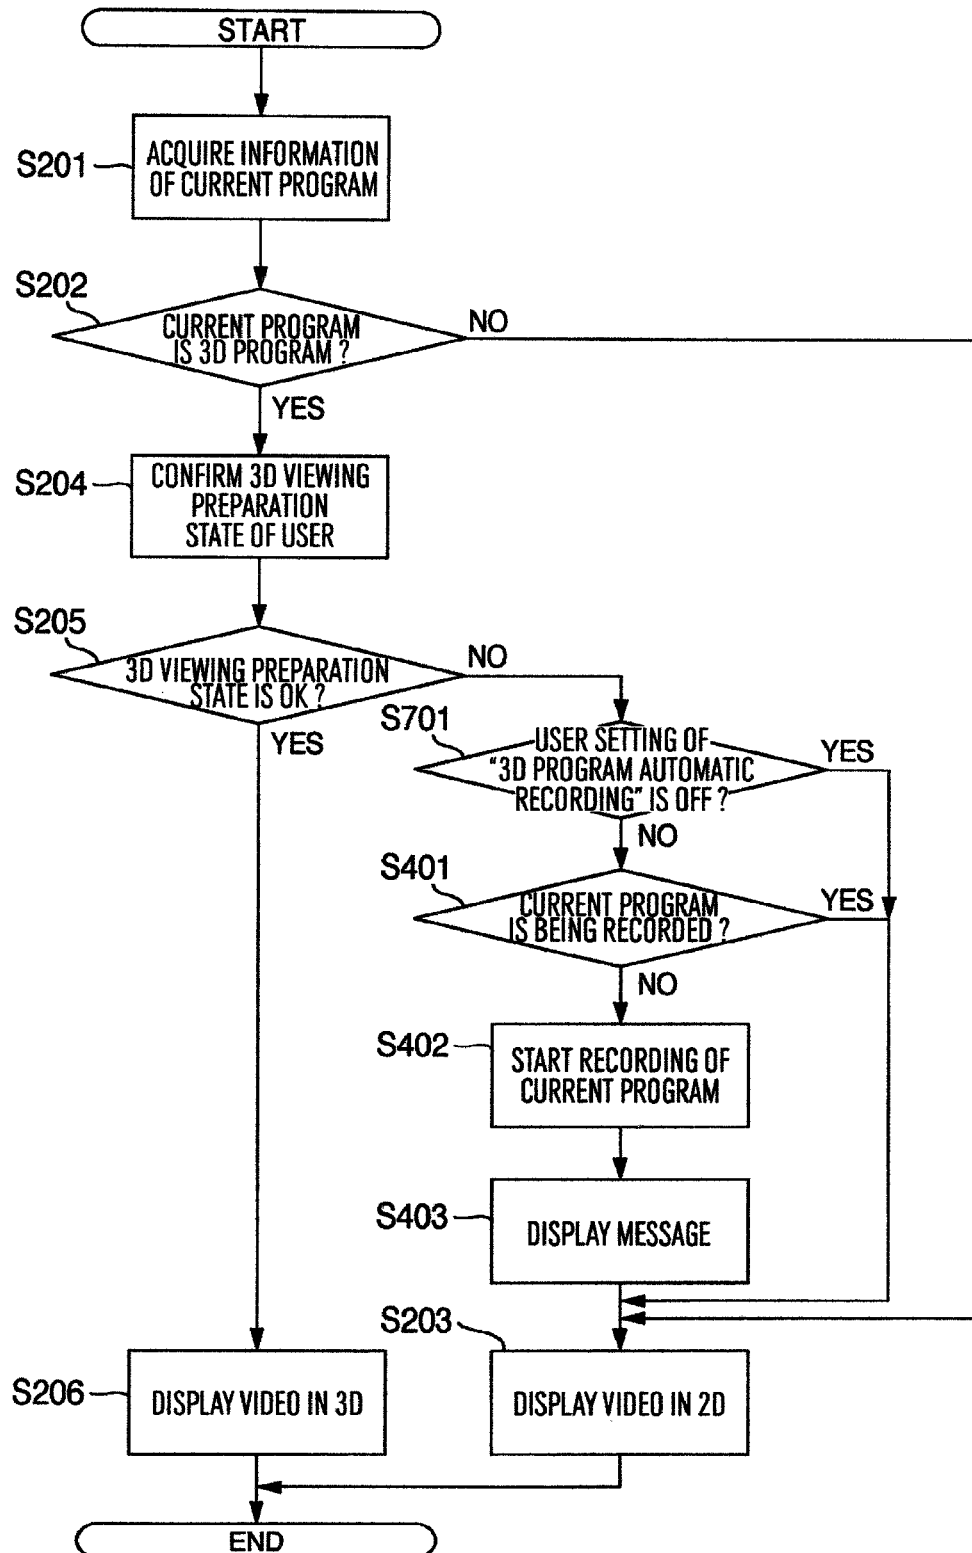 START
S201
ACQUIRE INFORMATION
OF CURRENT PROGRAM
S202
CURRENT PROGRAM
IS 3D PROGRAM ?
NO
YES
S204
CONFIRM 3D VIEWING
PREPARATION
STATE OF USER
S205
3D VIEWING PREPARATION
STATE IS OK ?
NO
YES
S701
USER SETTING OF
"3D PROGRAM AUTOMATIC
RECORDING" IS OFF ?
YES
NO
S401
CURRENT PROGRAM
IS BEING RECORDED ?
YES
NO
S402
START RECORDING OF
CURRENT PROGRAM
S403
DISPLAY MESSAGE
S203
S206
DISPLAY VIDEO IN 3D
DISPLAY VIDEO IN 2D
END